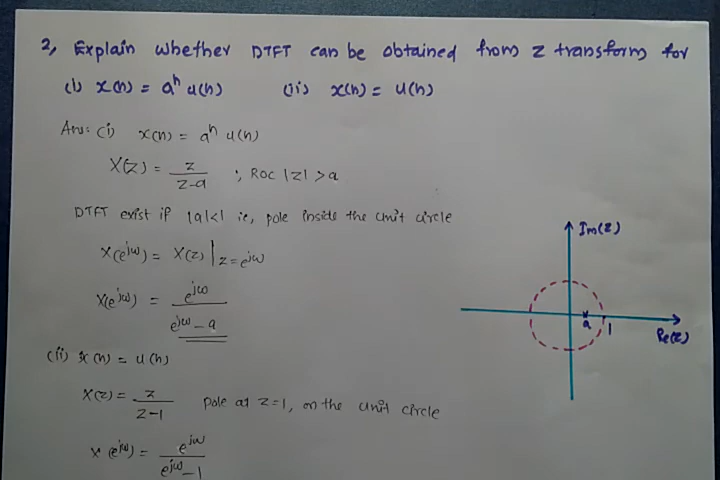 2, Explain whether DTFT can be obtained from z transform for
(i) x(n) = aⁿ u(n) (ii) x(n) = u(n)
Ans: (i) x(n) = aⁿ u(n)
X(z) = z / z-a ; ROC |z| > a
DTFT exist if |a|<1 ie, pole inside the unit circle
X(e^jω) = X(z) | z = e^jω
X(e^jω) = e^jω / e^jω - a
Im(z)
a 1
Re(z)
(ii) x(n) = u(n)
X(z) = z / z-1 pole at z=1, on the unit circle
X(e^jω) = e^jω / e^jω - 1